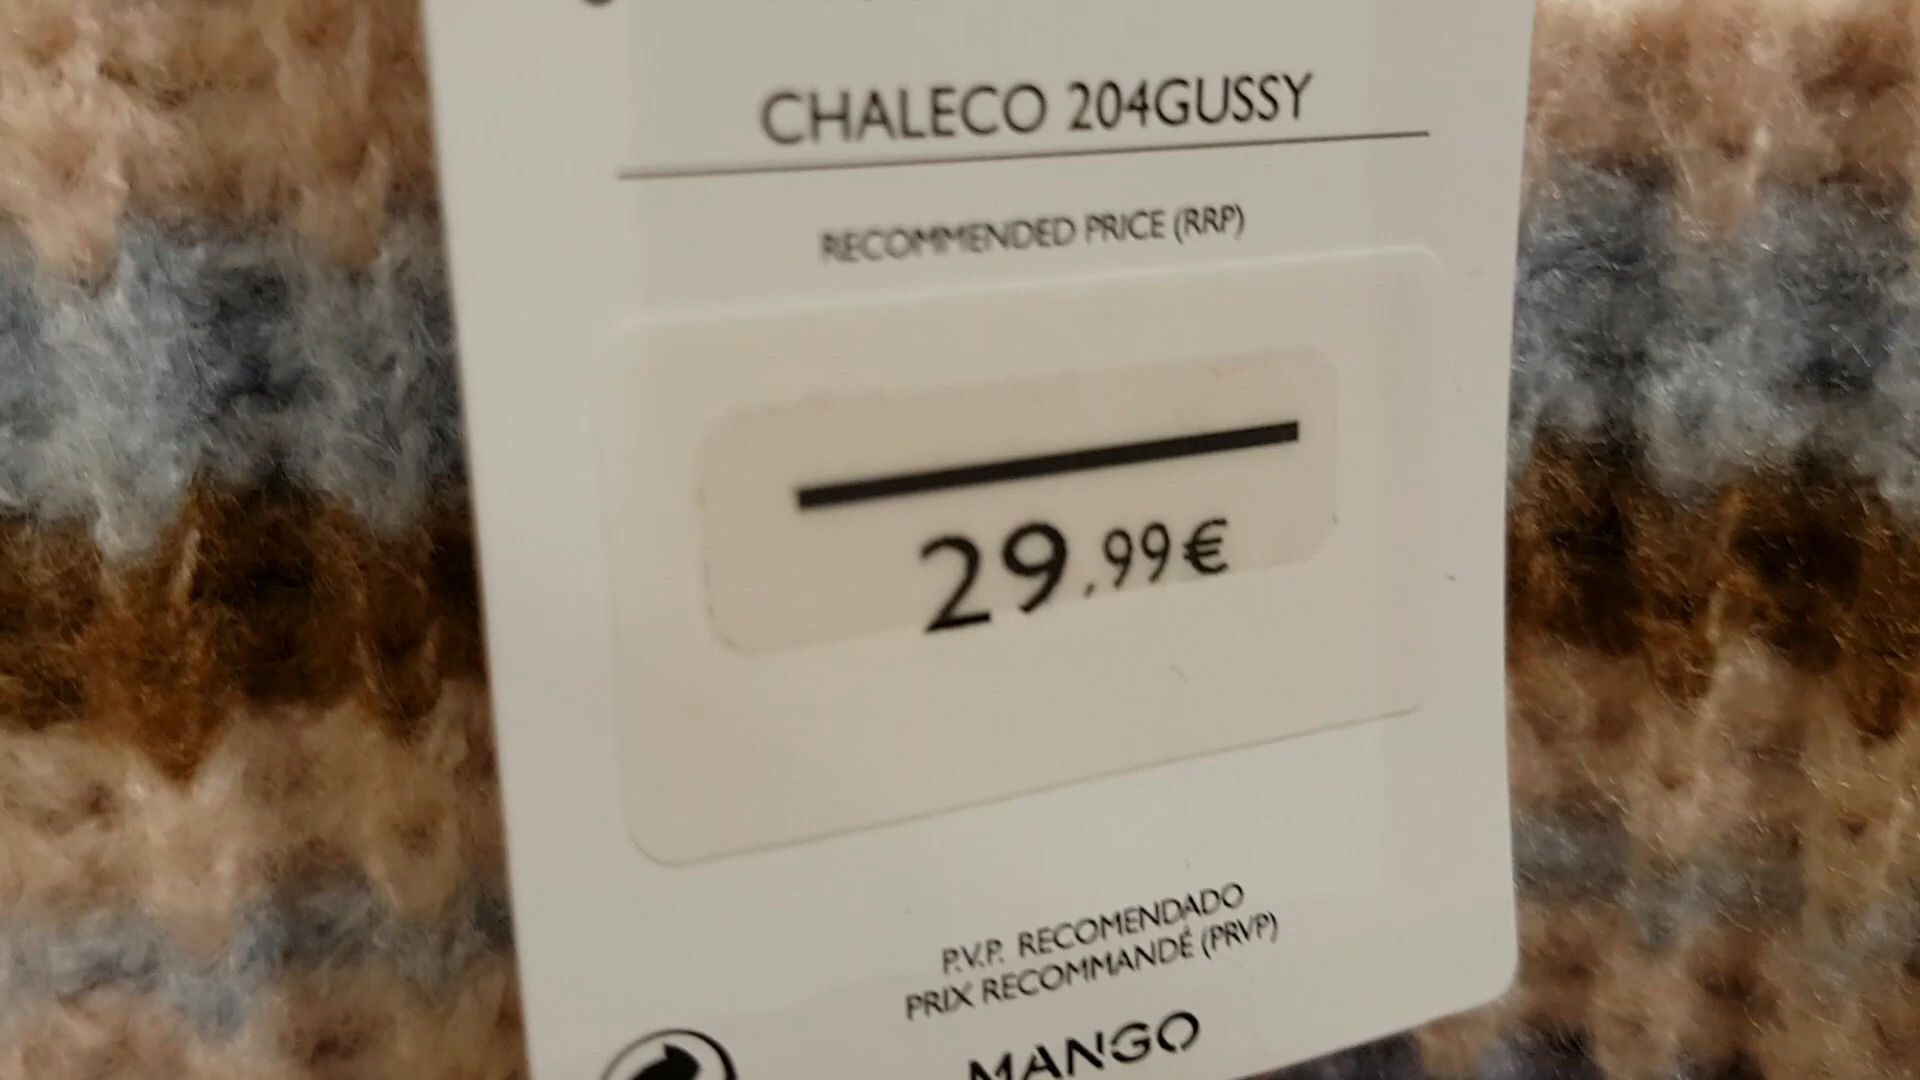 CHALECO 204GUSSY
RECOMMENDED PRICE (RRP)
29.99€
P.V.P. RECOMENDADO
PRIX RECOMMANDÉ (PRVP)
MANGO